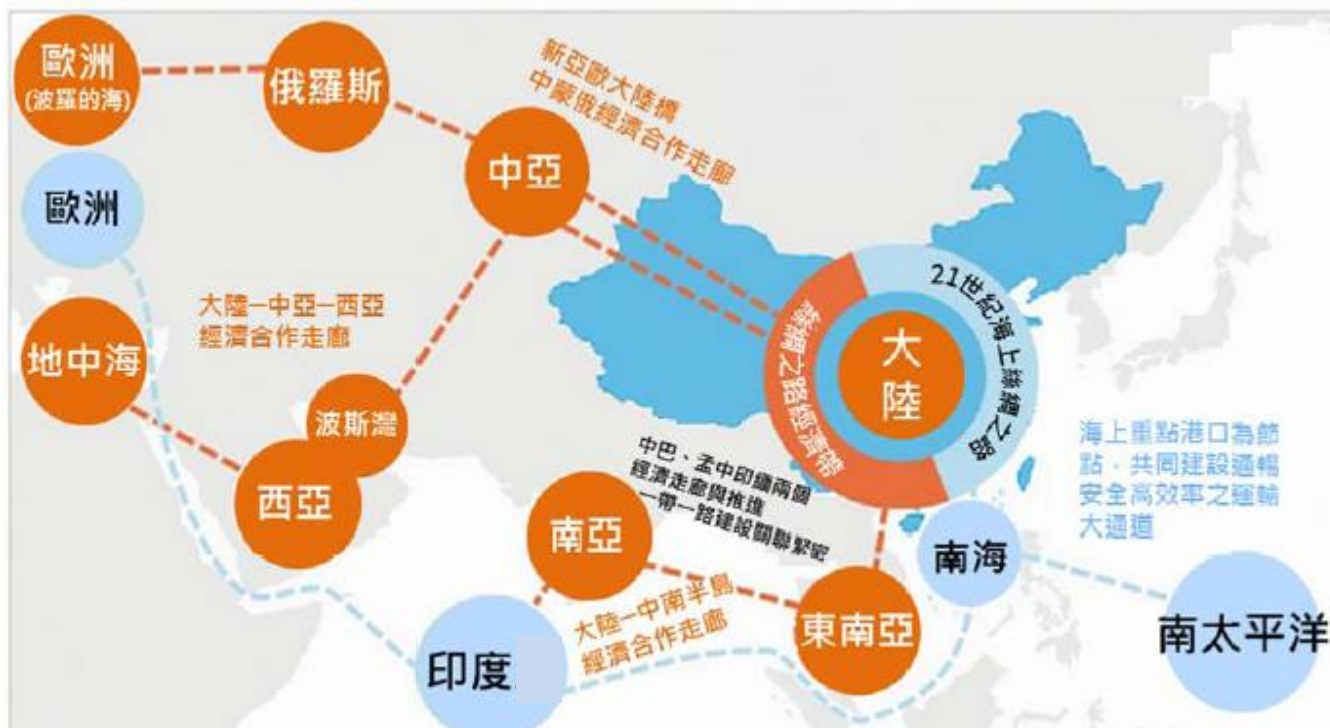 歐洲
(波羅的海)
俄羅斯
新亞歐大陸橋
中蒙俄經濟合作走廊
中亞
歐洲
大陸─中亞─西亞
經濟合作走廊
地中海
波斯灣
西亞
絲綢之路經濟帶
大陸
21世紀海上絲綢之路
中巴、孟中印緬兩個
經濟走廊與推進
一帶一路建設關聯緊密
海上重點港口為節
點．共同建設通暢
安全高效率之運輸
大通道
南亞
南海
大陸─中南半島
經濟合作走廊
東南亞
印度
南太平洋